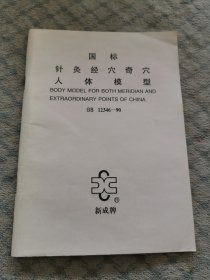 国标
针灸经穴奇穴
人体模型
BODY MODEL FOR BOTH MERIDIAN AND
EXTRAORDINARY POINTS OF CHINA
GB 12346—90
®
新成牌